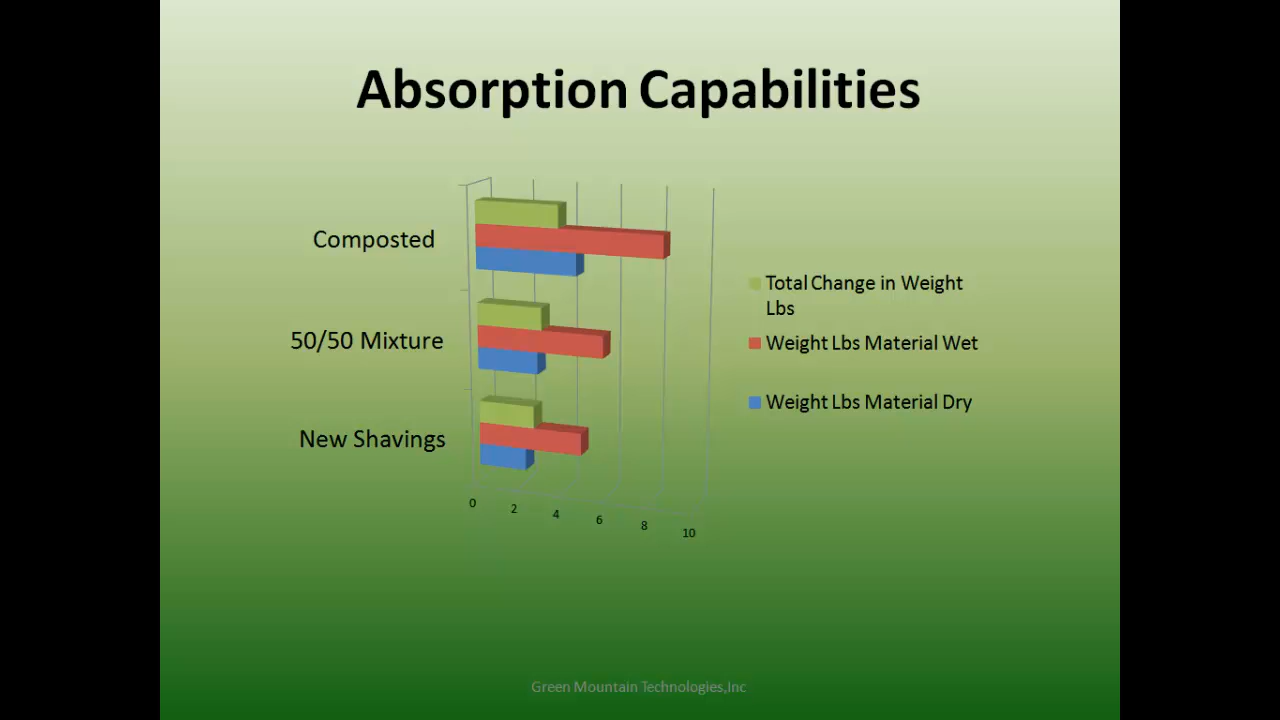 Absorption Capabilities
Composted
50/50 Mixture
New Shavings
0
2
4
6
8
10
Total Change in Weight
Lbs
Weight Lbs Material Wet
Weight Lbs Material Dry
Green Mountain Technologies,Inc